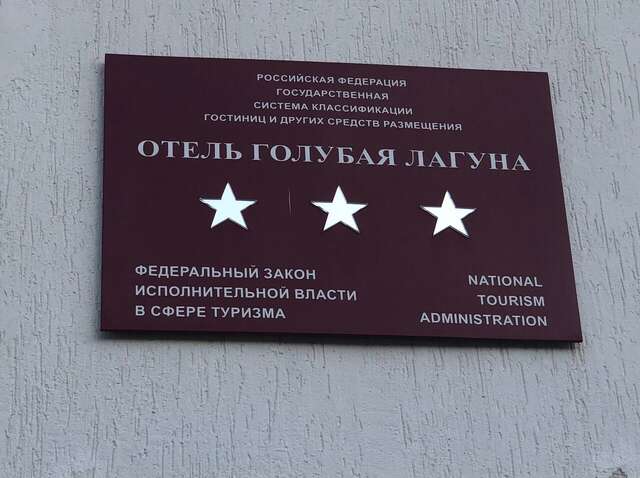 РОССИЙСКАЯ ФЕДЕРАЦИЯ
ГОСУДАРСТВЕННАЯ
СИСТЕМА КЛАССИФИКАЦИИ
ГОСТИНИЦ И ДРУГИХ СРЕДСТВ РАЗМЕЩЕНИЯ
ОТЕЛЬ ГОЛУБАЯ ЛАГУНА
ФЕДЕРАЛЬНЫЙ ЗАКОН
ИСПОЛНИТЕЛЬНОЙ ВЛАСТИ
В СФЕРЕ ТУРИЗМА
NATIONAL
TOURISM
ADMINISTRATION